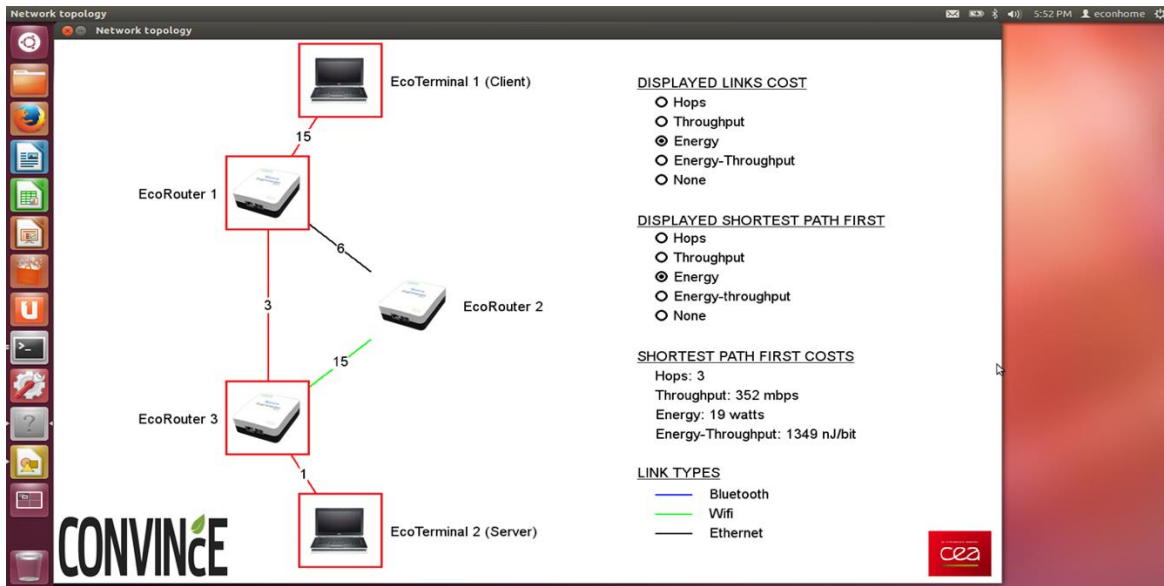 Network topology
5:52 PM
econhome
Network topology
EcoTerminal 1 (Client)
15
EcoRouter 1
6
3
EcoRouter 2
15
EcoRouter 3
1
EcoTerminal 2 (Server)
CONVINcE
DISPLAYED LINKS COST
Hops
Throughput
Energy
Energy-Throughput
None
DISPLAYED SHORTEST PATH FIRST
Hops
Throughput
Energy
Energy-throughput
None
SHORTEST PATH FIRST COSTS
Hops: 3
Throughput: 352 mbps
Energy: 19 watts
Energy-Throughput: 1349 nJ/bit
LINK TYPES
Bluetooth
Wifi
Ethernet
cea